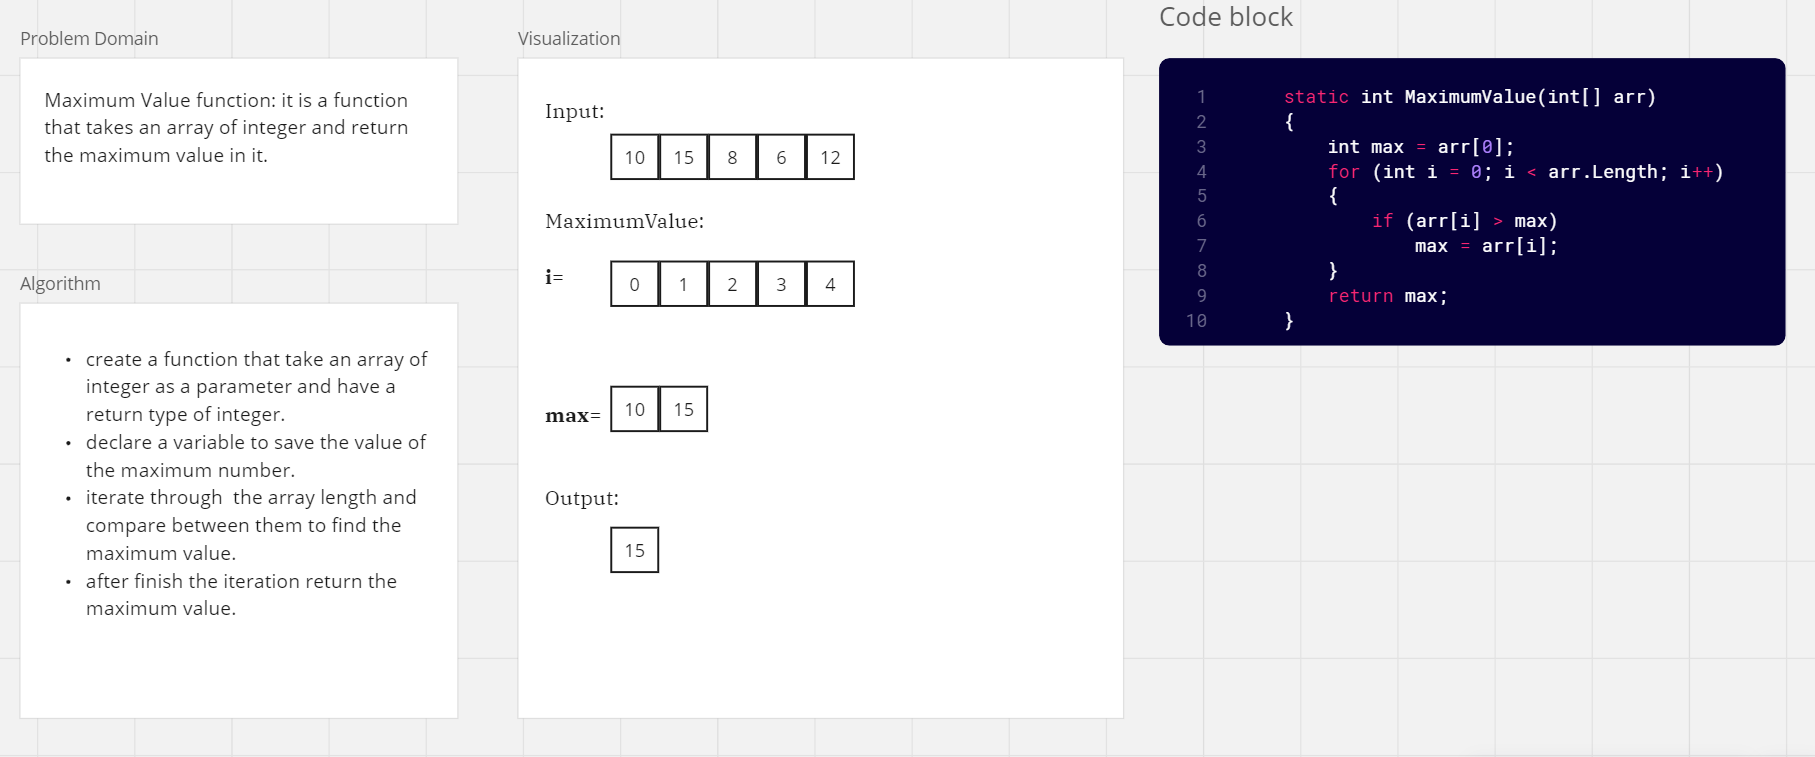 Problem Domain
Maximum Value function: it is a function
that takes an array of integer and return
the maximum value in it.
Algorithm
• create a function that take an array of
integer as a parameter and have a
return type of integer.
• declare a variable to save the value of
the maximum number.
• iterate through  the array length and
compare between them to find the
maximum value.
• after finish the iteration return the
maximum value.
Visualization
Input:
10 15 8 6 12
MaximumValue:
i= 0 1 2 3 4
max= 10 15
Output:
15
Code block
1 static int MaximumValue(int[] arr)
2 {
3 int max = arr[0];
4 for (int i = 0; i < arr.Length; i++)
5 {
6 if (arr[i] > max)
7 max = arr[i];
8 }
9 return max;
10 }